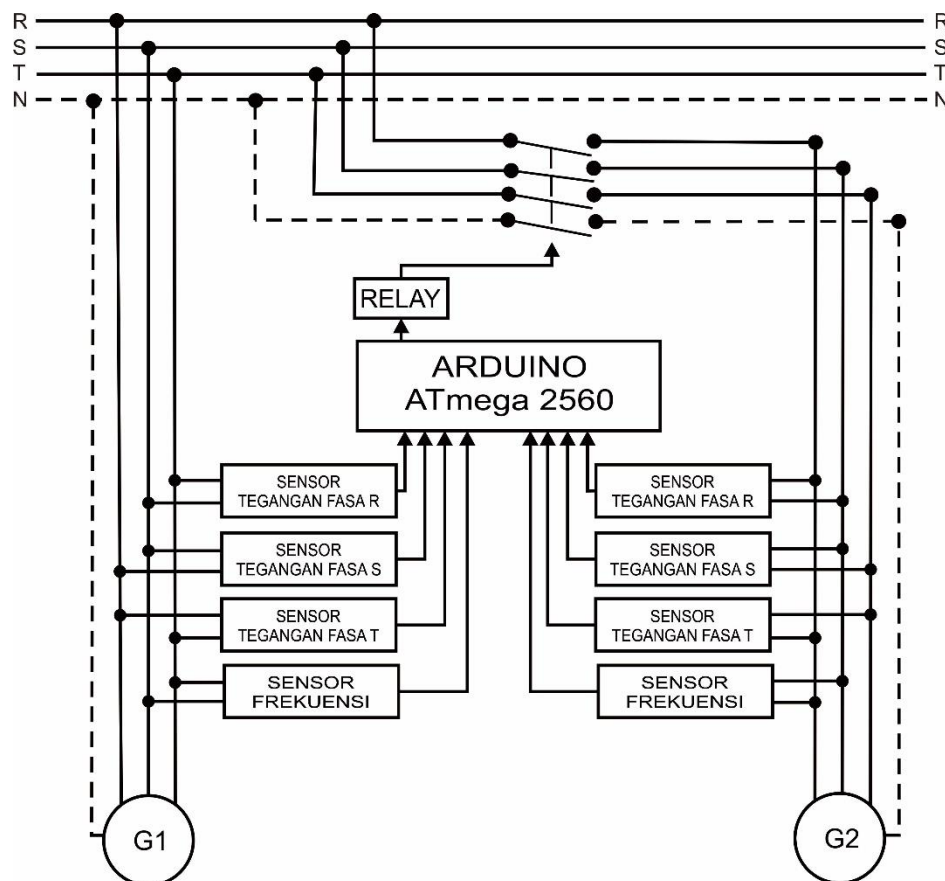 R
R
S
S
T
T
N
N
RELAY
ARDUINO
ATmega 2560
SENSOR
TEGANGAN FASA R
SENSOR
TEGANGAN FASA R
SENSOR
TEGANGAN FASA S
SENSOR
TEGANGAN FASA S
SENSOR
TEGANGAN FASA T
SENSOR
TEGANGAN FASA T
SENSOR
FREKUENSI
SENSOR
FREKUENSI
G1
G2